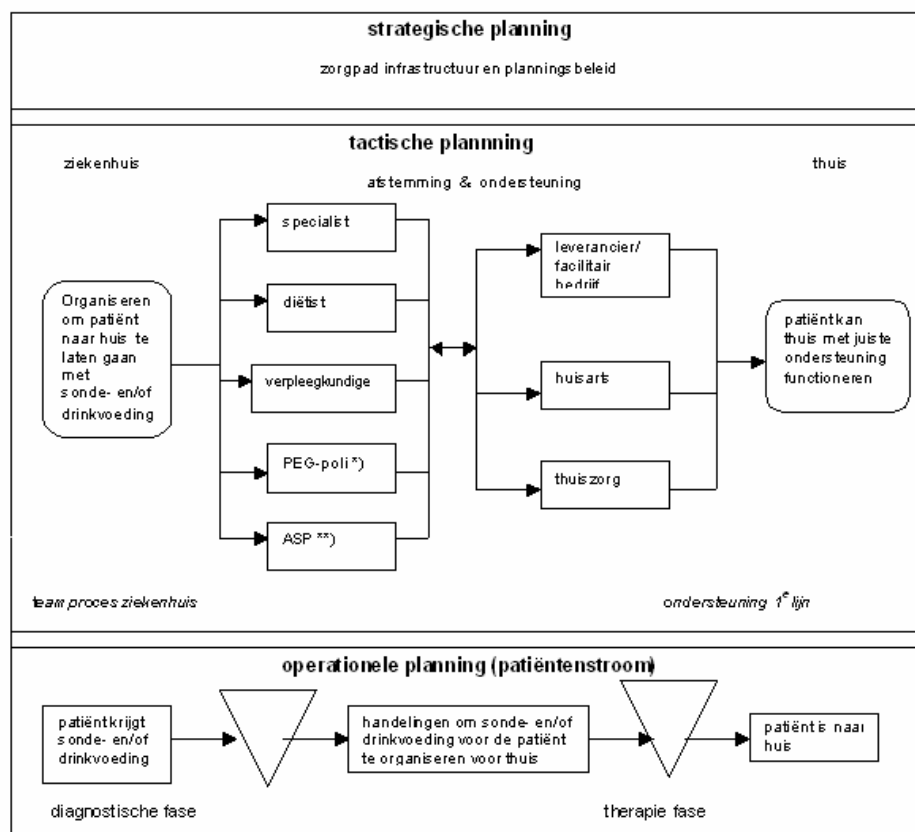 strategische planning
zorgpad infrastructuur en planningsbeleid
tactische plannning
ziekenhuis
thuis
afstemming & ondersteuning
specialist
diëtist
verpleegkundige
PEG-poli *)
ASP **)
Organiseren
om patiënt
naar huis te
laten gaan
met
sonde- en/of
drinkvoeding
leverancier/
facilitair
bedrijf
huisarts
thuiszorg
patiënt kan
thuis met juiste
ondersteuning
functioneren
team proces ziekenhuis
ondersteuning 1e lijn
operationele planning (patiëntenstroom)
patiënt krijgt
sonde- en/of
drinkvoeding
handelingen om sonde- en/of
drinkvoeding voor de patiënt
te organiseren voor thuis
patiënt is naar
huis
diagnostische fase
therapie fase